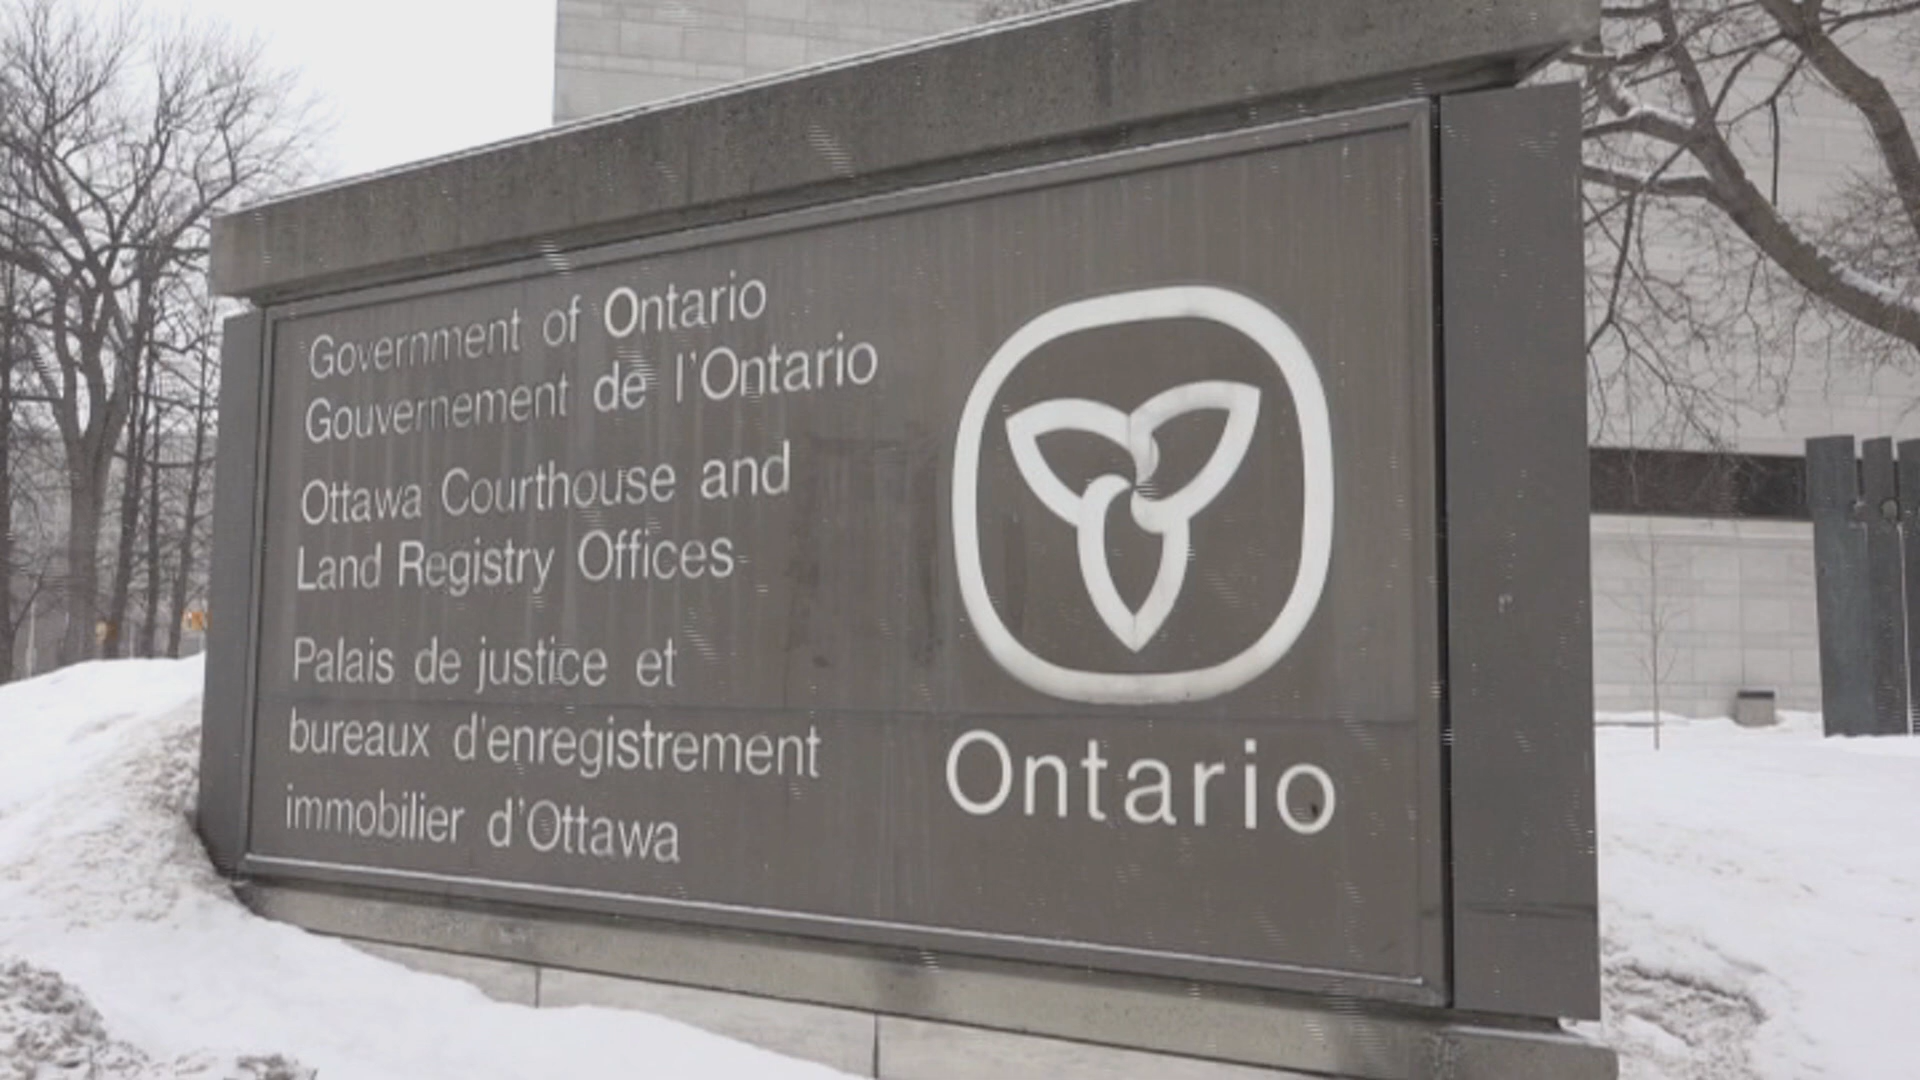 Government of Ontario
Gouvernement de l'Ontario
Ottawa Courthouse and
Land Registry Offices
Palais de justice et
bureaux d'enregistrement
immobilier d'Ottawa
Ontario